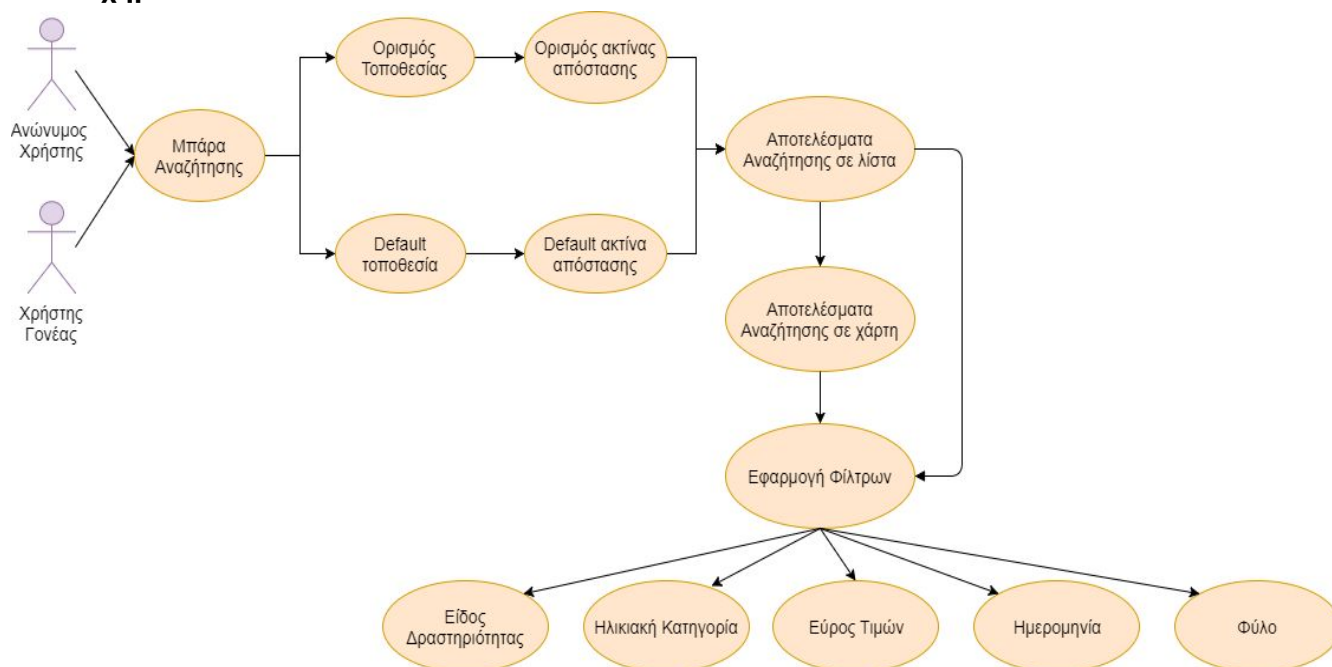 Ανώνυμος
Χρήστης
Χρήστης
Γονέας
Μπάρα
Αναζήτησης
Ορισμός
Τοποθεσίας
Ορισμός ακτίνας
απόστασης
Default
τοποθεσία
Default ακτίνα
απόστασης
Αποτελέσματα
Αναζήτησης σε λίστα
Αποτελέσματα
Αναζήτησης σε χάρτη
Εφαρμογή Φίλτρων
Είδος
Δραστηριότητας
Ηλικιακή Κατηγορία
Εύρος Τιμών
Ημερομηνία
Φύλο